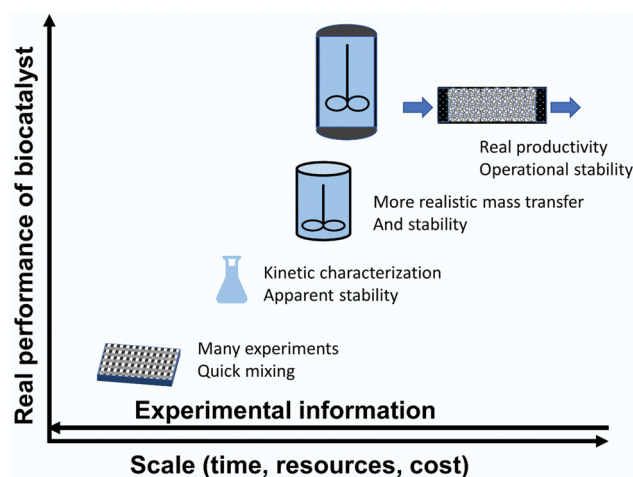 Real performance of biocatalyst
Real productivity
Operational stability
More realistic mass transfer
And stability
Kinetic characterization
Apparent stability
Many experiments
Quick mixing
Experimental information
Scale (time, resources, cost)